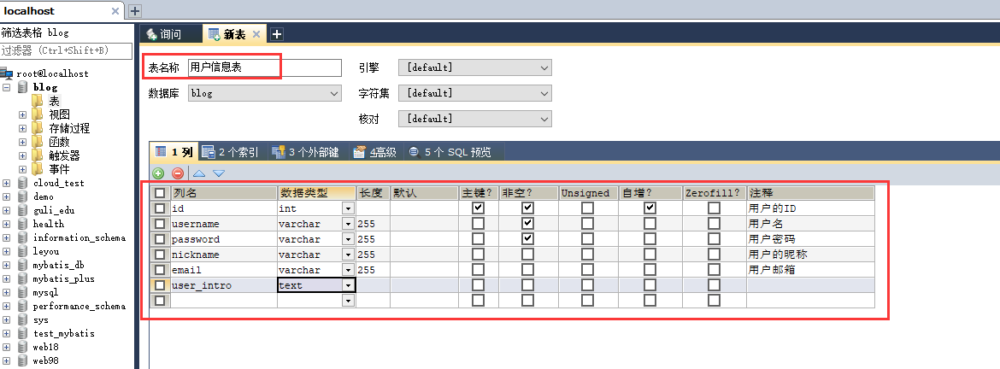 localhost
筛选表格 blog
过滤器 (Ctrl+Shift+B)
root@localhost
blog
表
视图
存储过程
函数
触发器
事件
cloud_test
demo
guli_edu
health
information_schema
leyou
mybatis_db
mybatis_plus
mysql
performance_schema
sys
test_mybatis
web18
web98
询问 新表
表名称 用户信息表 引擎 [default]
数据库 blog 字符集 [default]
核对 [default]
1 列 2 个索引 3 个外部键 4高级 5 个 SQL 预览
列名 数据类型 长度 默认 主键? 非空? Unsigned 自增? Zerofill? 注释
id int 用户的ID
username varchar 255 用户名
password varchar 255 用户密码
nickname varchar 255 用户的昵称
email varchar 255 用户邮箱
user_intro text